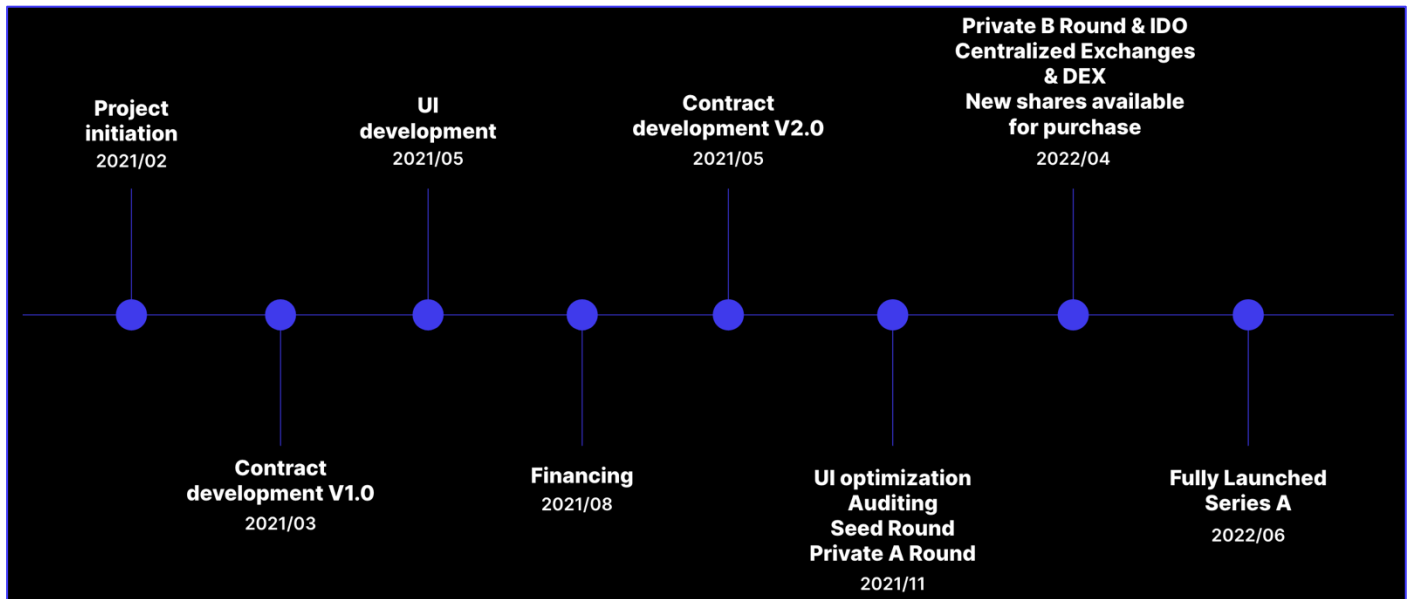 Project
initiation
2021/02
Contract
development V1.0
2021/03
UI
development
2021/05
Financing
2021/08
Contract
development V2.0
2021/05
UI optimization
Auditing
Seed Round
Private A Round
2021/11
Private B Round & IDO
Centralized Exchanges
& DEX
New shares available
for purchase
2022/04
Fully Launched
Series A
2022/06